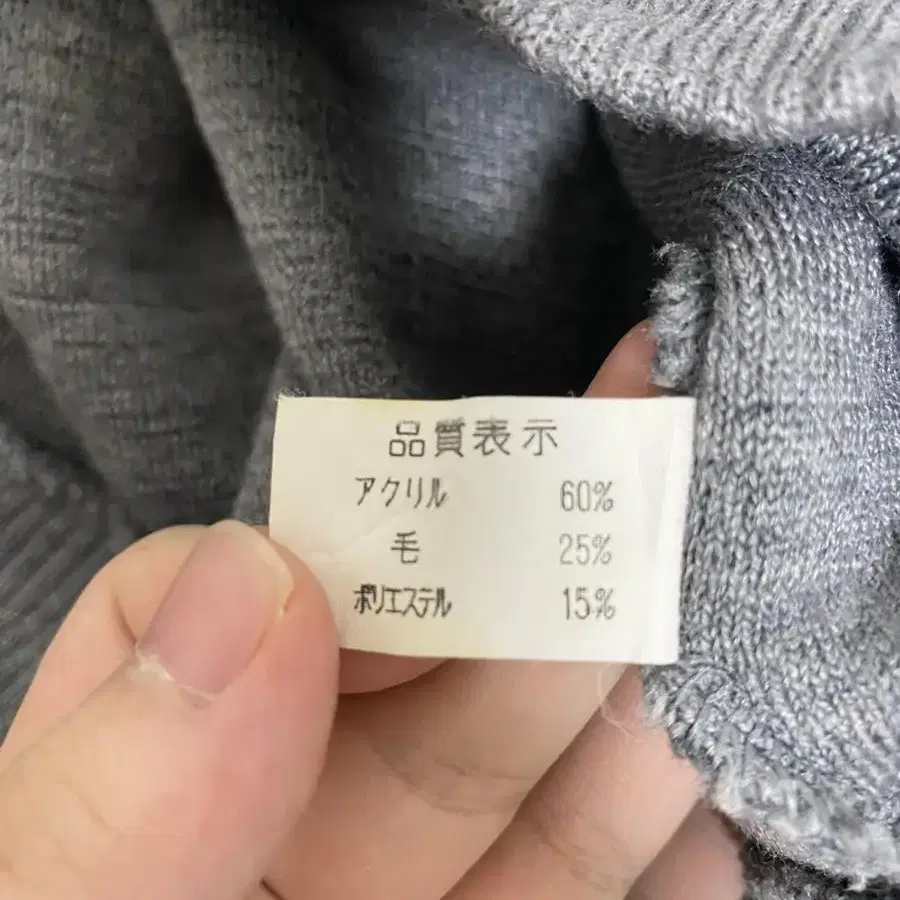 品質表示
アクリル 60%
毛 25%
ポリエステル 15%